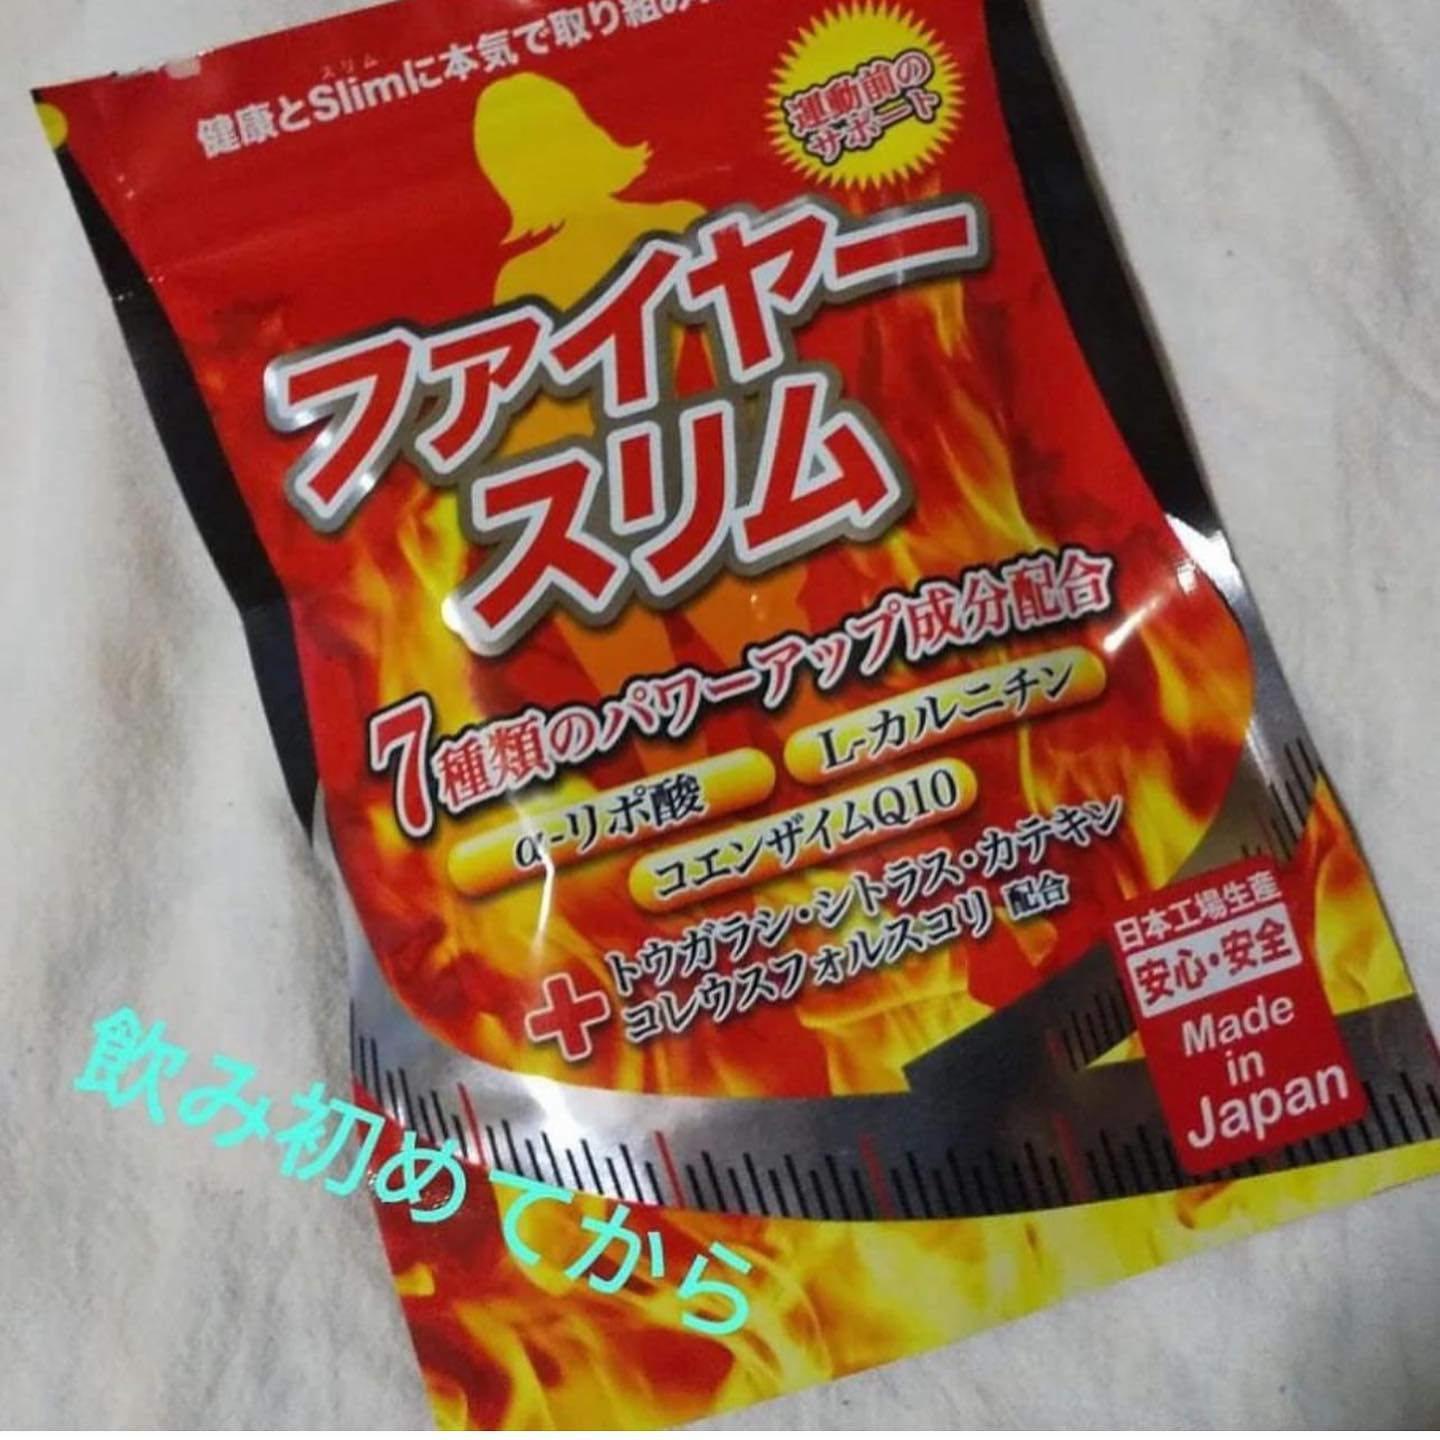 健康とSlimに本気で取り組み
スリム
運動前の
サポート
ファイヤー
スリム
7種類のパワーアップ成分配合
α-リポ酸
L-カルニチン
コエンザイムQ10
+
トウガラシ・シトラス・カテキン
コレウスフォルスコリ 配合
日本工場生産
安心・安全
Made
in
Japan
飲み初めてから